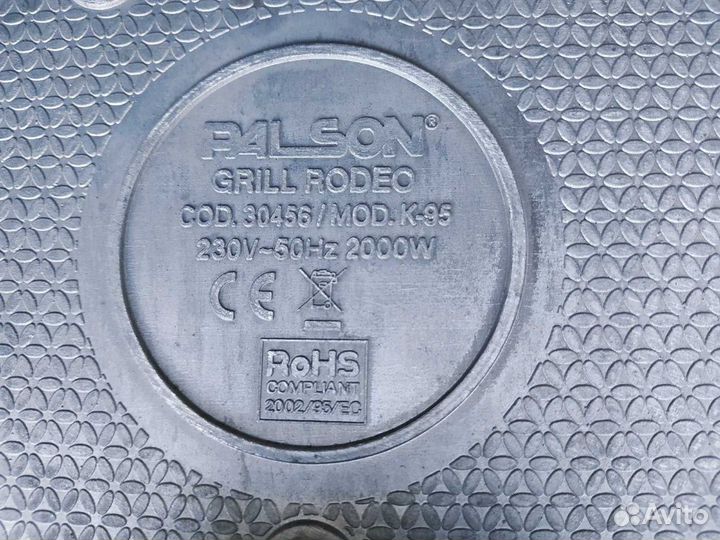 PALSON®
GRILL RODEO
COD. 30456 / MOD. K-95
230V~50Hz 2000W
CE
RoHS
COMPLIANT
2002/95/EC
Avito